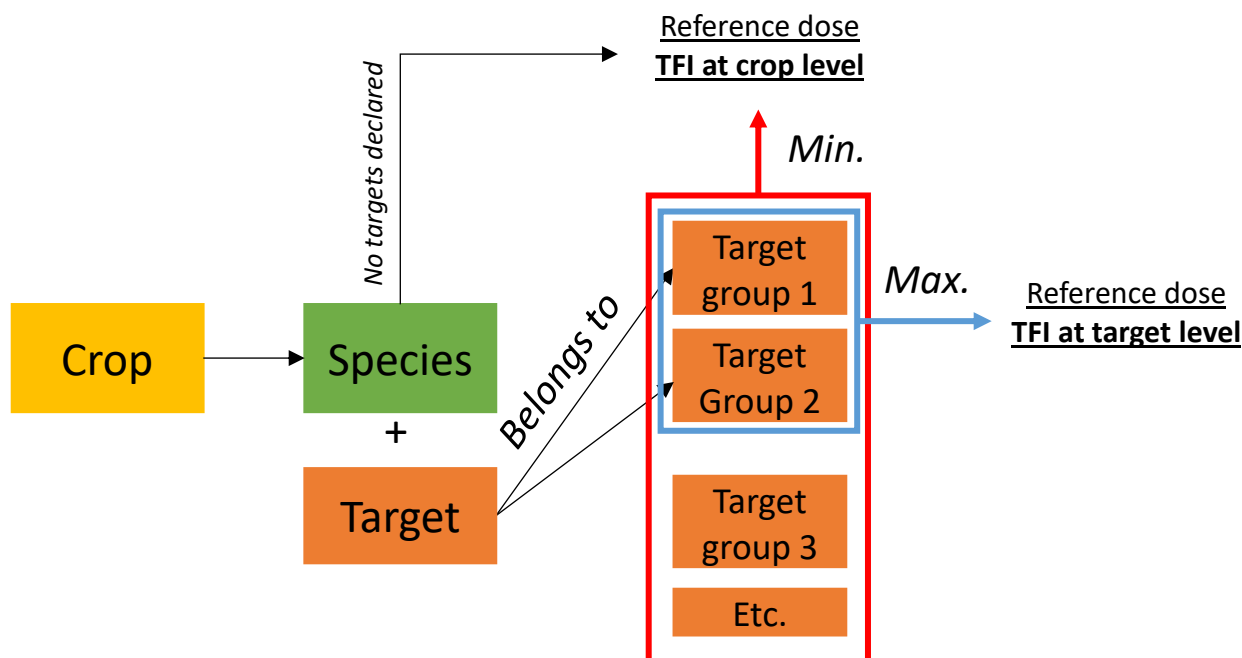 Reference dose
TFI at crop level
No targets declared
Min.
Target
group 1
Max.
Reference dose
TFI at target level
Crop
Species
Belongs to
Target
Group 2
+
Target
Target
group 3
Etc.